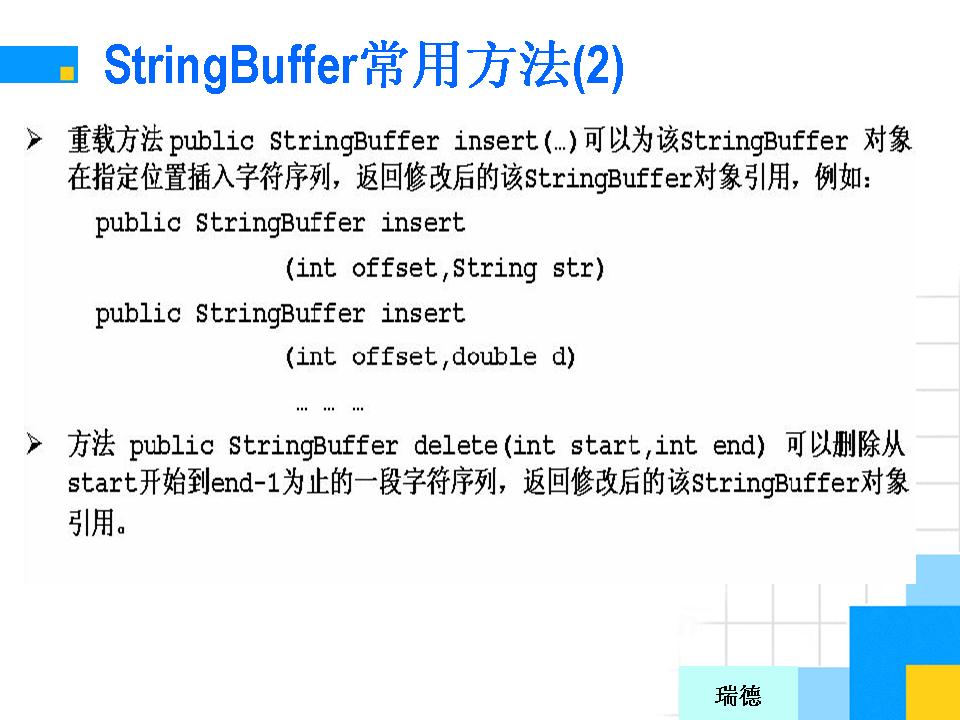 StringBuffer常用方法(2)
重载方法public StringBuffer insert(…)可以为该StringBuffer 对象
在指定位置插入字符序列，返回修改后的该StringBuffer对象引用，例如：
public StringBuffer insert
(int offset,String str)
public StringBuffer insert
(int offset,double d)
… … …
方法 public StringBuffer delete(int start,int end) 可以删除从
start开始到end-1为止的一段字符序列，返回修改后的该StringBuffer对象
引用。
瑞德